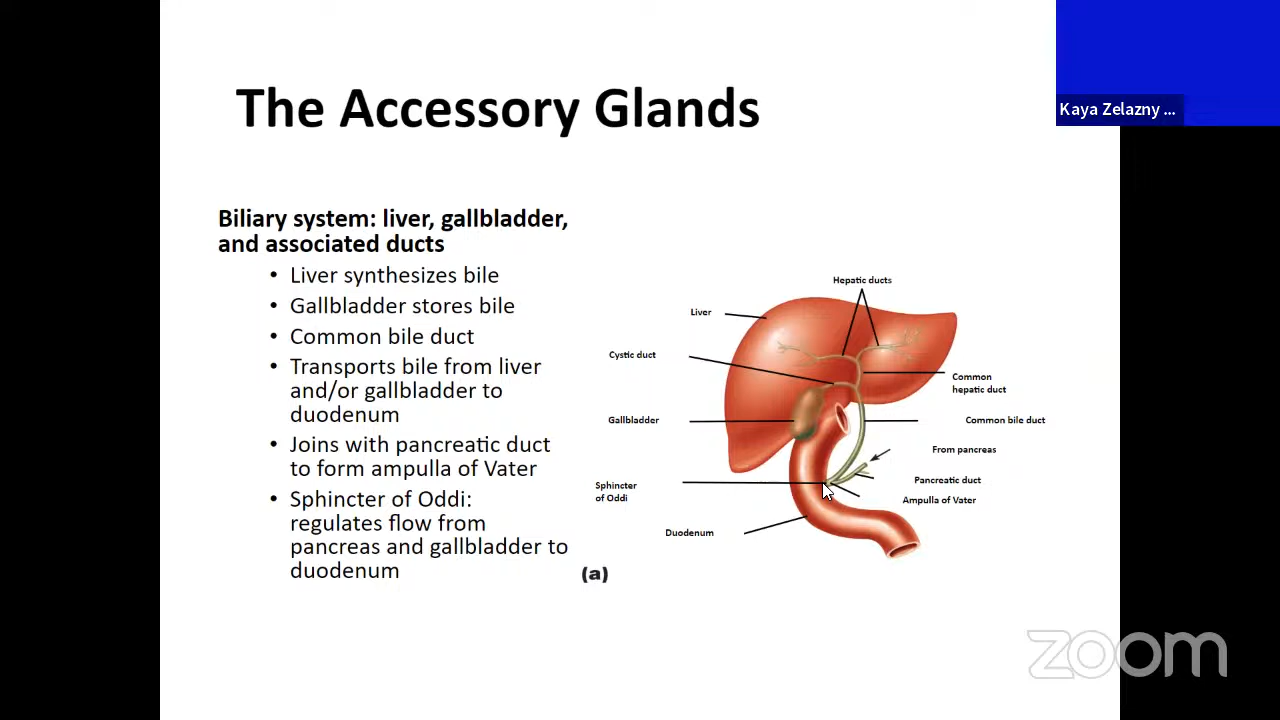 The Accessory Glands
Kaya Zelazny ...
Biliary system: liver, gallbladder,
and associated ducts
• Liver synthesizes bile
• Gallbladder stores bile
• Common bile duct
• Transports bile from liver
and/or gallbladder to
duodenum
• Joins with pancreatic duct
to form ampulla of Vater
• Sphincter of Oddi:
regulates flow from
pancreas and gallbladder to
duodenum
Hepatic ducts
Liver
Cystic duct
Common
hepatic duct
Gallbladder
Common bile duct
From pancreas
Sphincter
of Oddi
Pancreatic duct
Ampulla of Vater
Duodenum
(a)
zoom